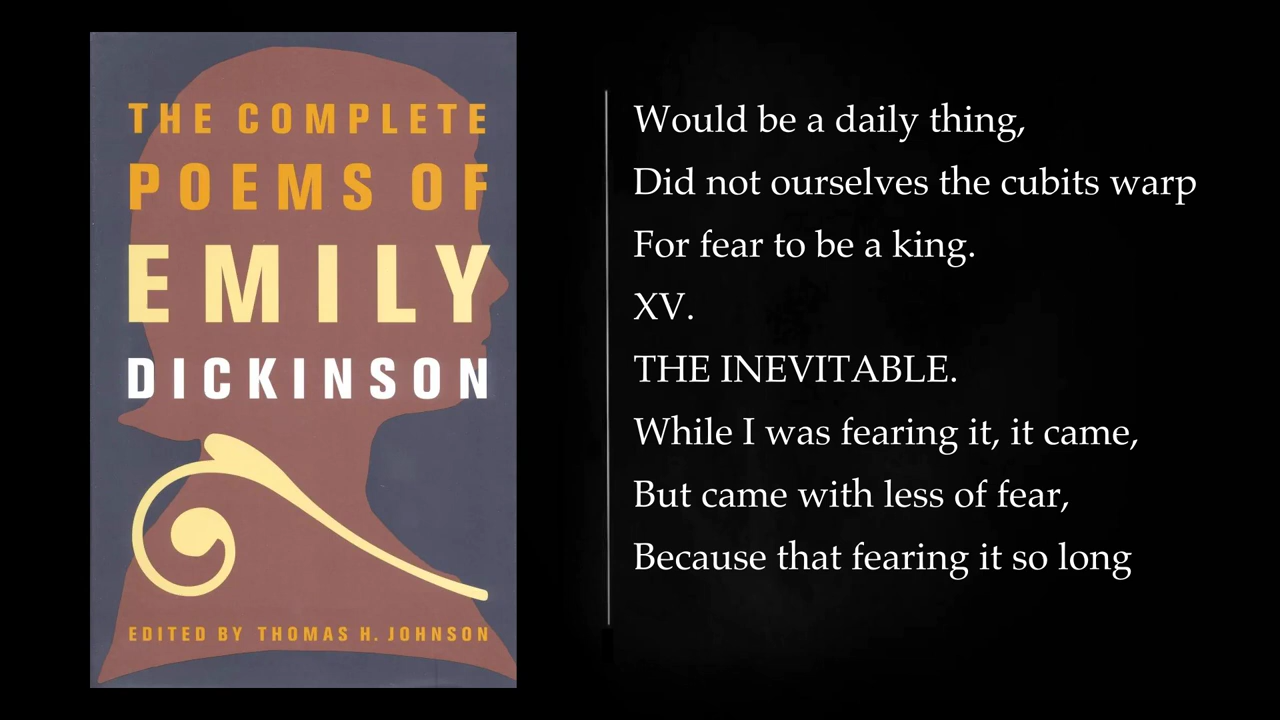 THE COMPLETE
POEMS OF
EMILY
DICKINSON
EDITED BY THOMAS H. JOHNSON
Would be a daily thing,
Did not ourselves the cubits warp
For fear to be a king.
XV.
THE INEVITABLE.
While I was fearing it, it came,
But came with less of fear,
Because that fearing it so long